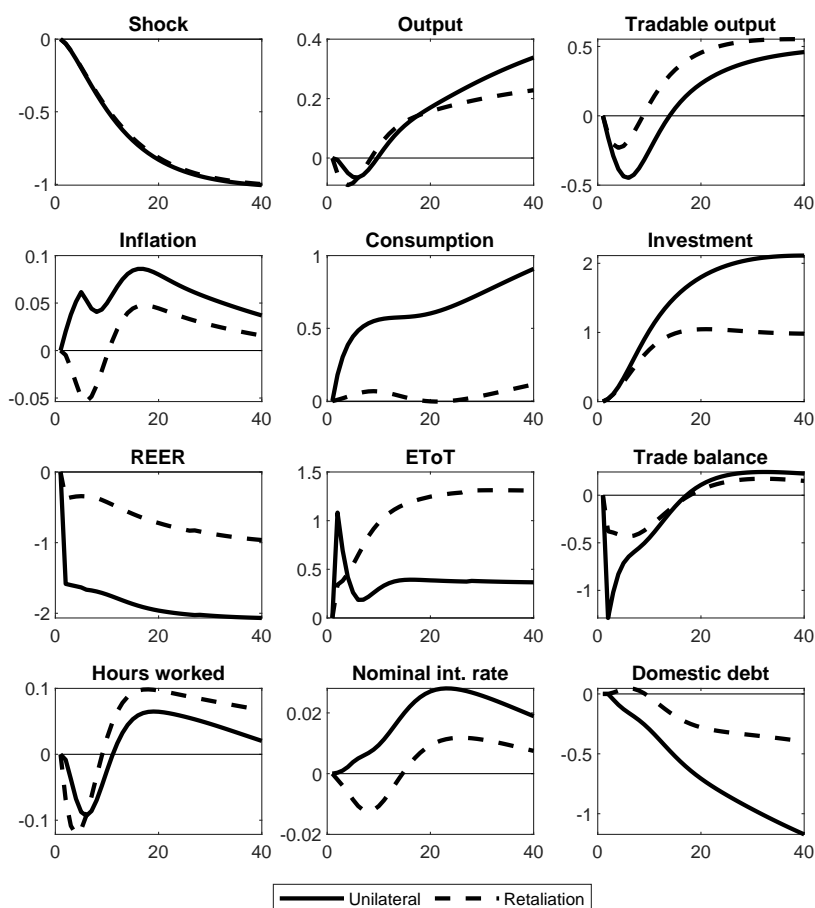 Shock
Output
Tradable output
0
-0.5
-1
0 20 40
0.4
0.2
0
0 20 40
0.5
0
-0.5
0 20 40
Inflation
Consumption
Investment
0.1
0.05
0
-0.05
0 20 40
1
0.5
0
0 20 40
2
1
0
0 20 40
REER
EToT
Trade balance
0
-1
-2
0 20 40
1.5
1
0.5
0
0 20 40
0
-0.5
-1
0 20 40
Hours worked
Nominal int. rate
Domestic debt
0.1
0
-0.1
0 20 40
0.02
0
-0.02
0 20 40
0
-0.5
-1
0 20 40
Unilateral Retaliation